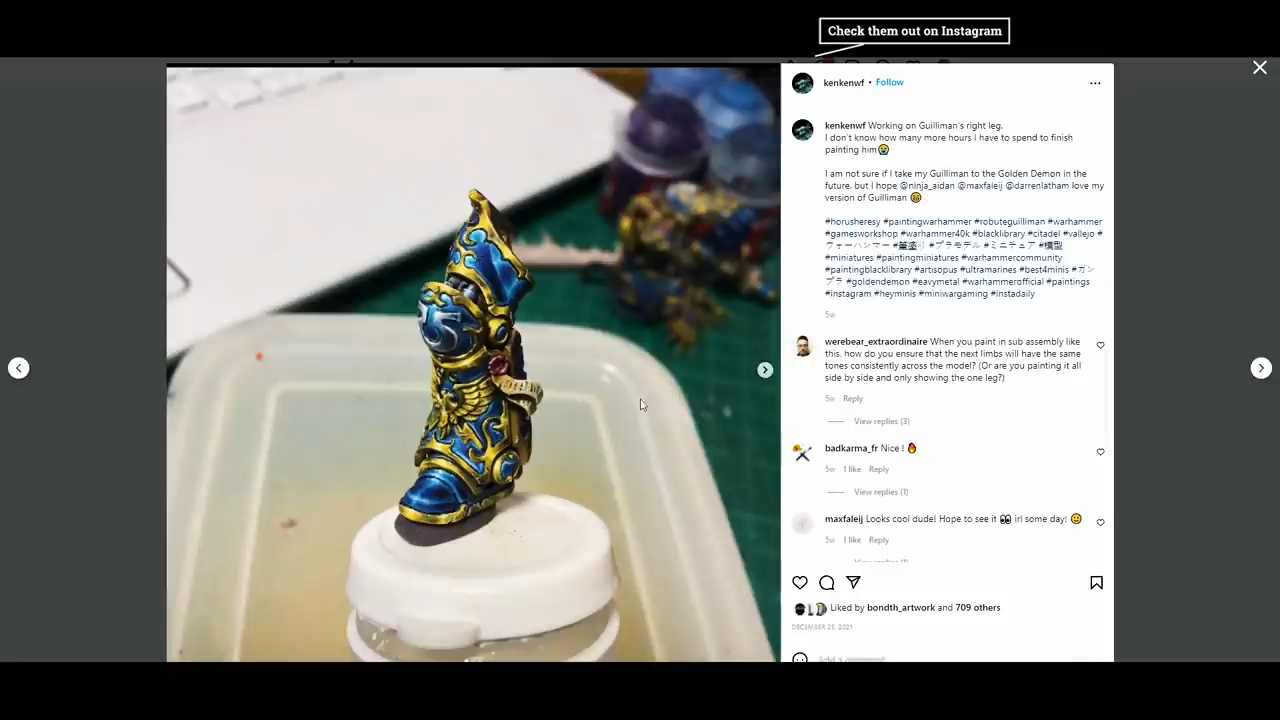 Check them out on Instagram
kenkenwf • Follow
kenkenwf Working on Guilliman's right leg.
I don't know how many more hours I have to spend to finish
painting him😭
I am not sure if I take my Guilliman to the Golden Demon in the
future, but I hope @ninja_aidan @maxfaleij @darrenlatham love my
version of Guilliman
#horusheresy #paintingwarhammer #robuteguilliman #warhammer
#gamesworkshop #warhammer40k #blacklibrary #citadel #vallejo #
ウォーハンマー #筆塗り #プラモデル #ミニチュア #模型
#miniatures #paintingminiatures #warhammercommunity
#paintingblacklibrary #artisopus #ultramarines #best4minis #ガン
プラ #goldendemon #eavymetal #warhammerofficial #paintings
#instagram #heyminis #miniwargaming #instadaily
5w
werebear_extraordinaire When you paint in sub assembly like
this, how do you ensure that the next limbs will have the same
tones consistently across the model? (Or are you painting it all
side by side and only showing the one leg?)
5w Reply
View replies (3)
badkarma_fr Nice ! 🔥
5w 1 like Reply
View replies (1)
maxfaleij Looks cool dude! Hope to see it 👀 irl some day! 😊
5w 1 like Reply
Liked by bondth_artwork and 709 others